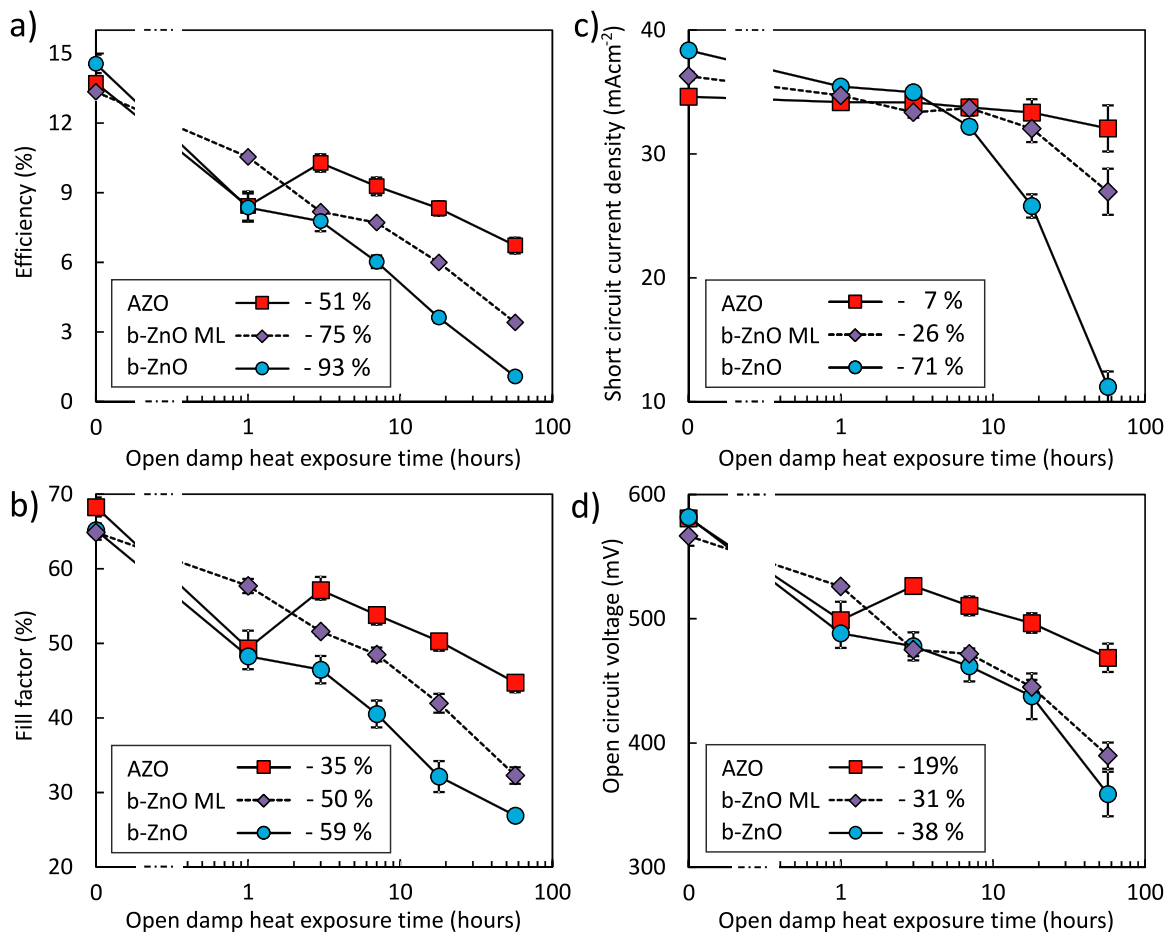 a)
Efficiency (%)
15
12
9
6
3
0
AZO - 51 %
b-ZnO ML - 75 %
b-ZnO - 93 %
0 1 10 100
Open damp heat exposure time (hours)
c)
Short circuit current density (mAcm⁻²)
40
30
20
10
AZO - 7 %
b-ZnO ML - 26 %
b-ZnO - 71 %
0 1 10 100
Open damp heat exposure time (hours)
b)
Fill factor (%)
70
60
50
40
30
20
AZO - 35 %
b-ZnO ML - 50 %
b-ZnO - 59 %
0 1 10 100
Open damp heat exposure time (hours)
d)
Open circuit voltage (mV)
600
500
400
300
AZO - 19%
b-ZnO ML - 31 %
b-ZnO - 38 %
0 1 10 100
Open damp heat exposure time (hours)